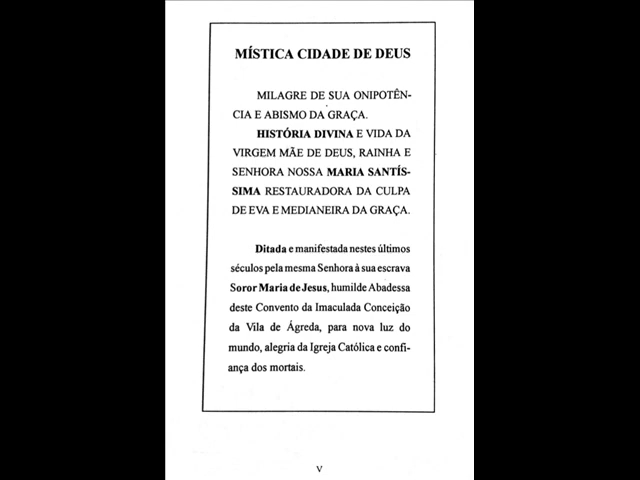 MÍSTICA CIDADE DE DEUS
MILAGRE DE SUA ONIPOTÊN-
CIA E ABISMO DA GRAÇA.
HISTÓRIA DIVINA E VIDA DA
VIRGEM MÃE DE DEUS, RAINHA E
SENHORA NOSSA MARIA SANTÍS-
SIMA RESTAURADORA DA CULPA
DE EVA E MEDIANEIRA DA GRAÇA.
Ditada e manifestada nestes últimos
séculos pela mesma Senhora à sua escrava
Soror Maria de Jesus, humilde Abadessa
deste Convento da Imaculada Conceição
da Vila de Ágreda, para nova luz do
mundo, alegria da Igreja Católica e confi-
ança dos mortais.
V